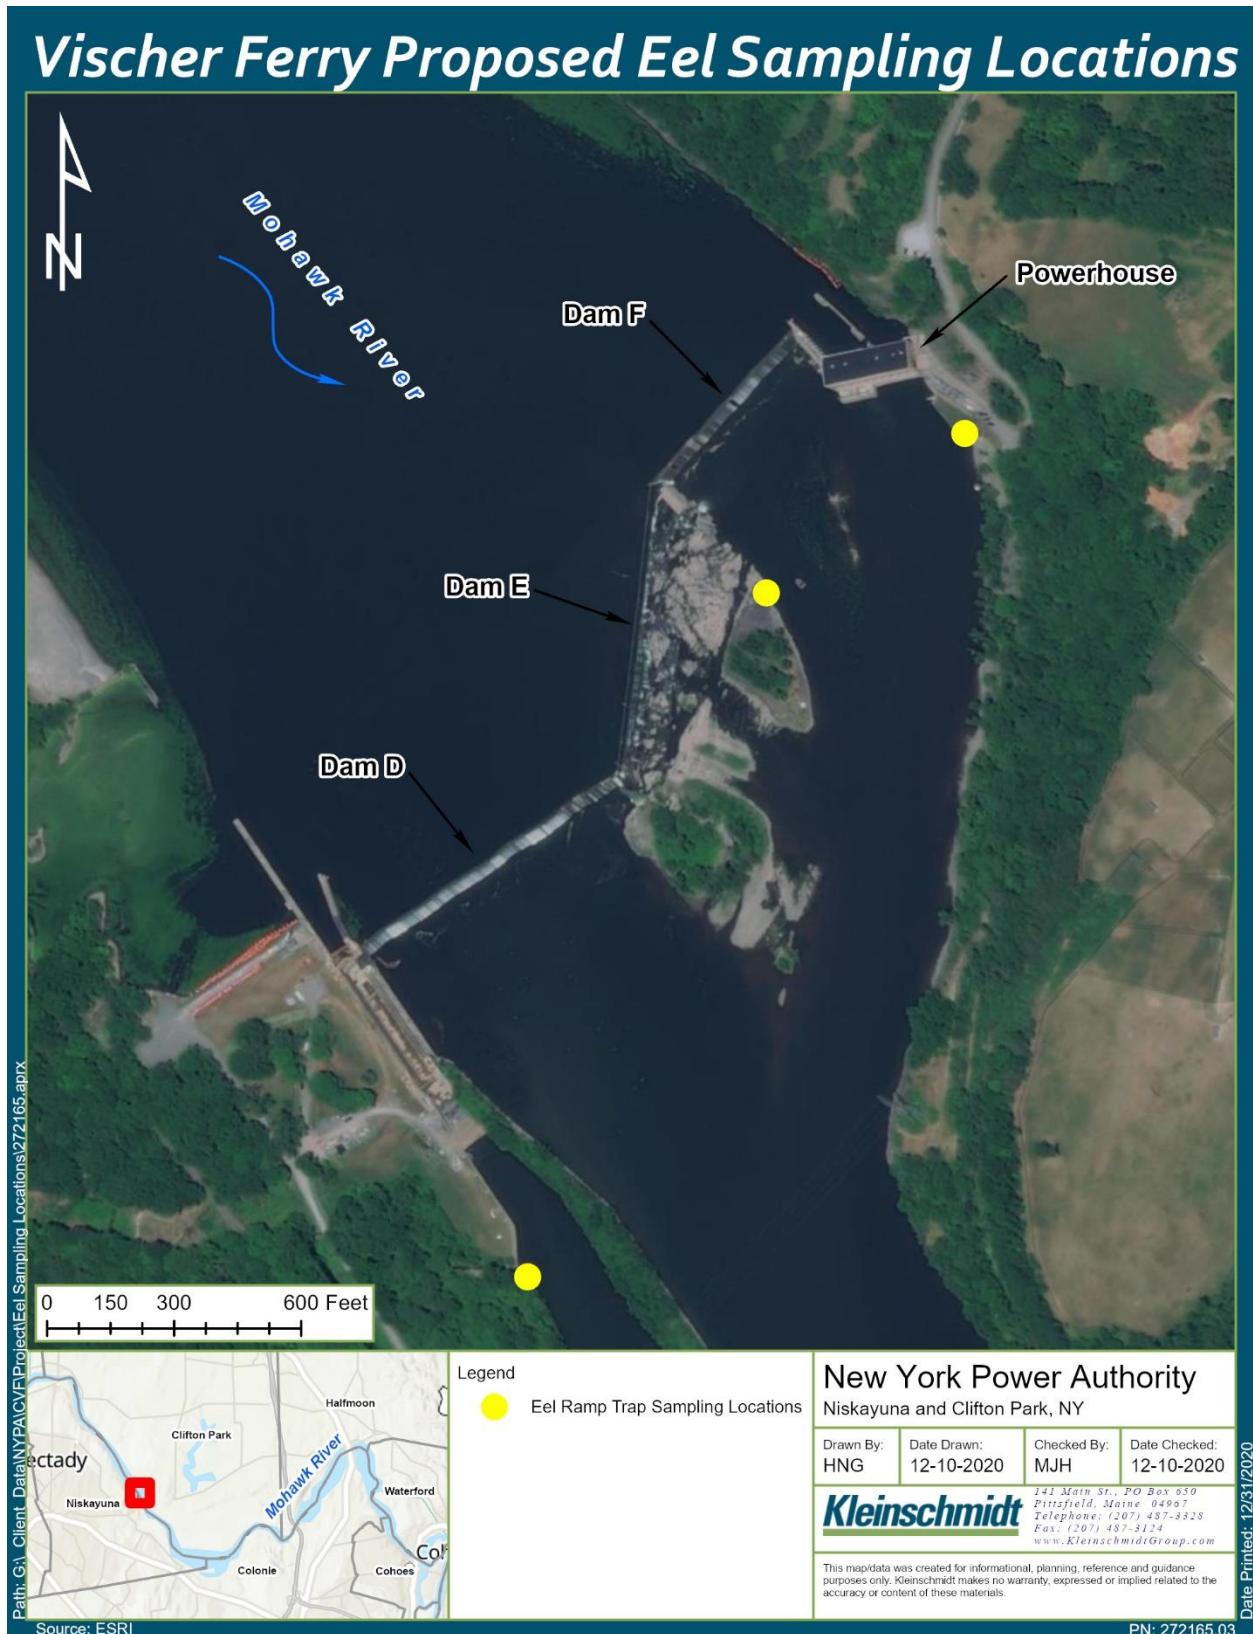 Vischer Ferry Proposed Eel Sampling Locations
N
Mohawk River
Dam F
Powerhouse
Dam E
Dam D
0 150 300 600 Feet
Path: G:\_Client_Data\NYPA\CVF\Project\Eel Sampling Locations\272165.aprx
ectady
Clifton Park
Halfmoon
Niskayuna
Mohawk River
Waterford
Colonie
Cohoes
Coh
Legend
Eel Ramp Trap Sampling Locations
New York Power Authority
Niskayuna and Clifton Park, NY
Drawn By:
HNG
Date Drawn:
12-10-2020
Checked By:
MJH
Date Checked:
12-10-2020
Kleinschmidt
141 Main St., PO Box 650
Pittsfield, Maine 04967
Telephone: (207) 487-3328
Fax: (207) 487-3124
www.KleinschmidtGroup.com
This map/data was created for informational, planning, reference and guidance
purposes only. Kleinschmidt makes no warranty, expressed or implied related to the
accuracy or content of these materials.
Date Printed: 12/31/2020
Source: ESRI
PN: 272165.03